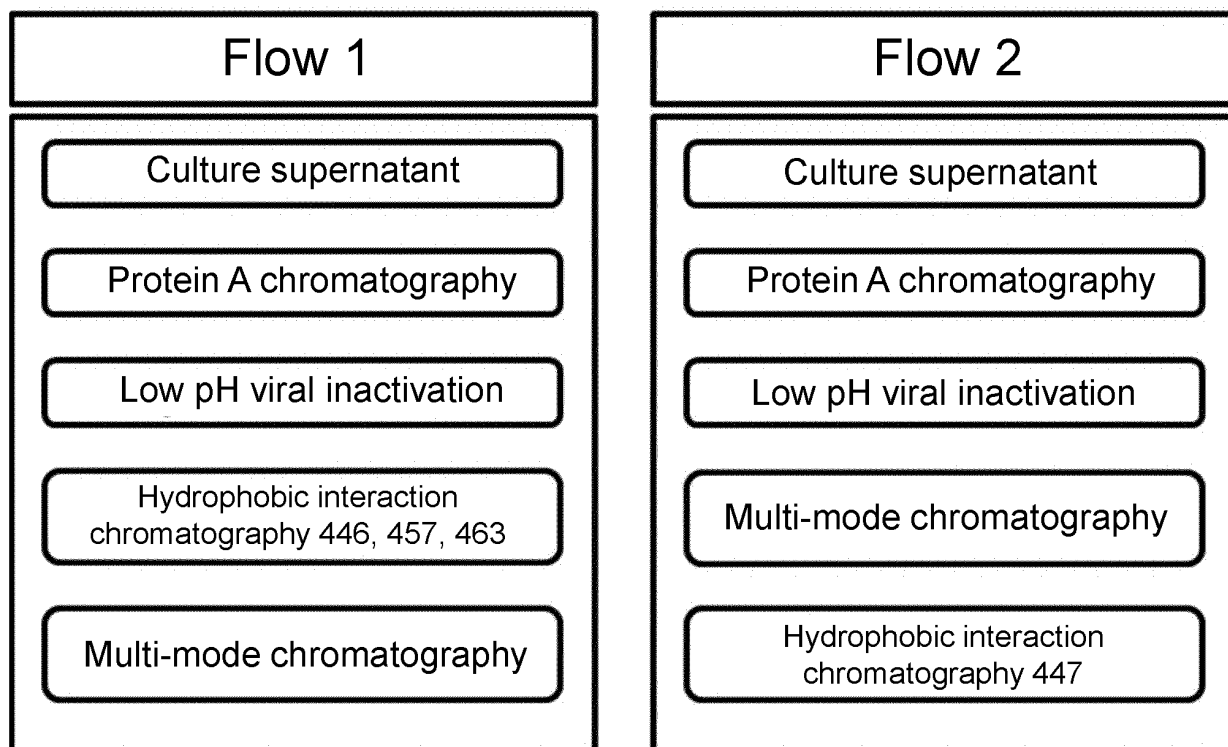 Flow 1
Culture supernatant
Protein A chromatography
Low pH viral inactivation
Hydrophobic interaction
chromatography 446, 457, 463
Multi-mode chromatography
Flow 2
Culture supernatant
Protein A chromatography
Low pH viral inactivation
Multi-mode chromatography
Hydrophobic interaction
chromatography 447